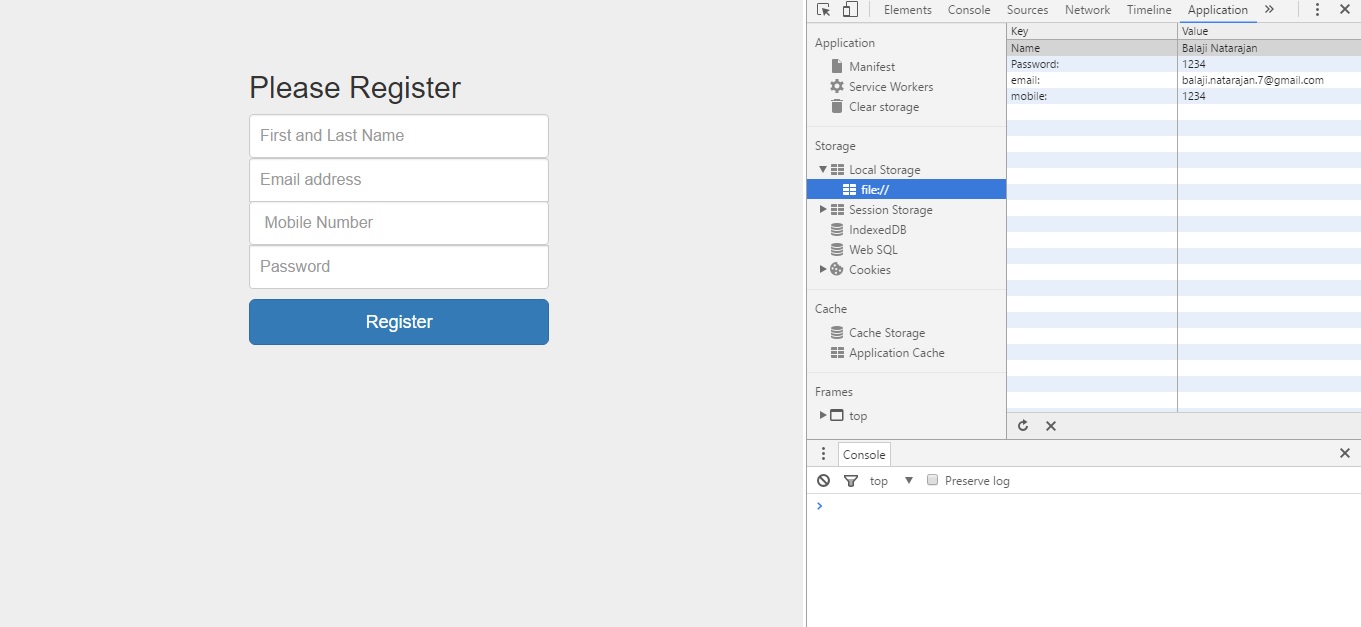 Please Register
First and Last Name
Email address
Mobile Number
Password
Register
Elements Console Sources Network Timeline Application »
Application
Manifest
Service Workers
Clear storage
Storage
Local Storage
file://
Session Storage
IndexedDB
Web SQL
Cookies
Cache
Cache Storage
Application Cache
Frames
top
Key Value
Name Balaji Natarajan
Password: 1234
email: balaji.natarajan.7@gmail.com
mobile: 1234
Console
top Preserve log